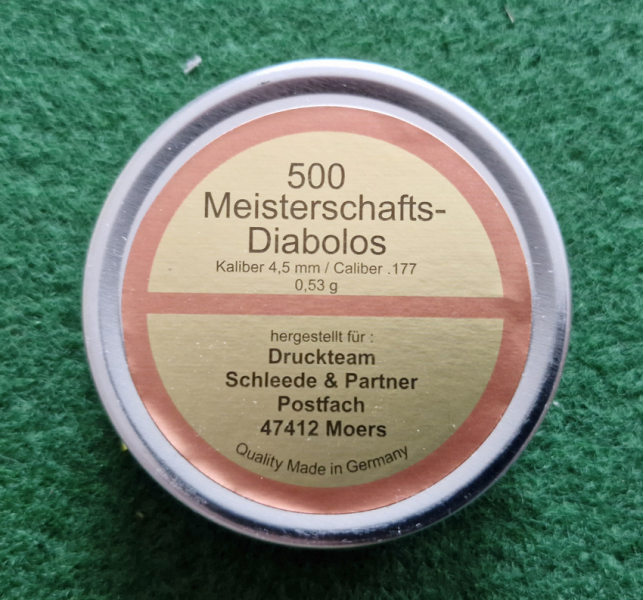 500
Meisterschafts-
Diabolos
Kaliber 4,5 mm / Caliber .177
0,53 g
hergestellt für :
Druckteam
Schleede & Partner
Postfach
47412 Moers
Quality Made in Germany